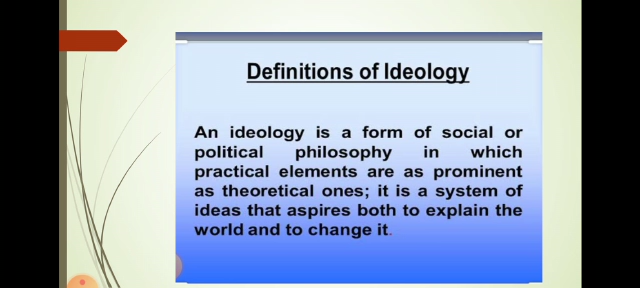 Definitions of Ideology
An ideology is a form of social or
political philosophy in which
practical elements are as prominent
as theoretical ones; it is a system of
ideas that aspires both to explain the
world and to change it.